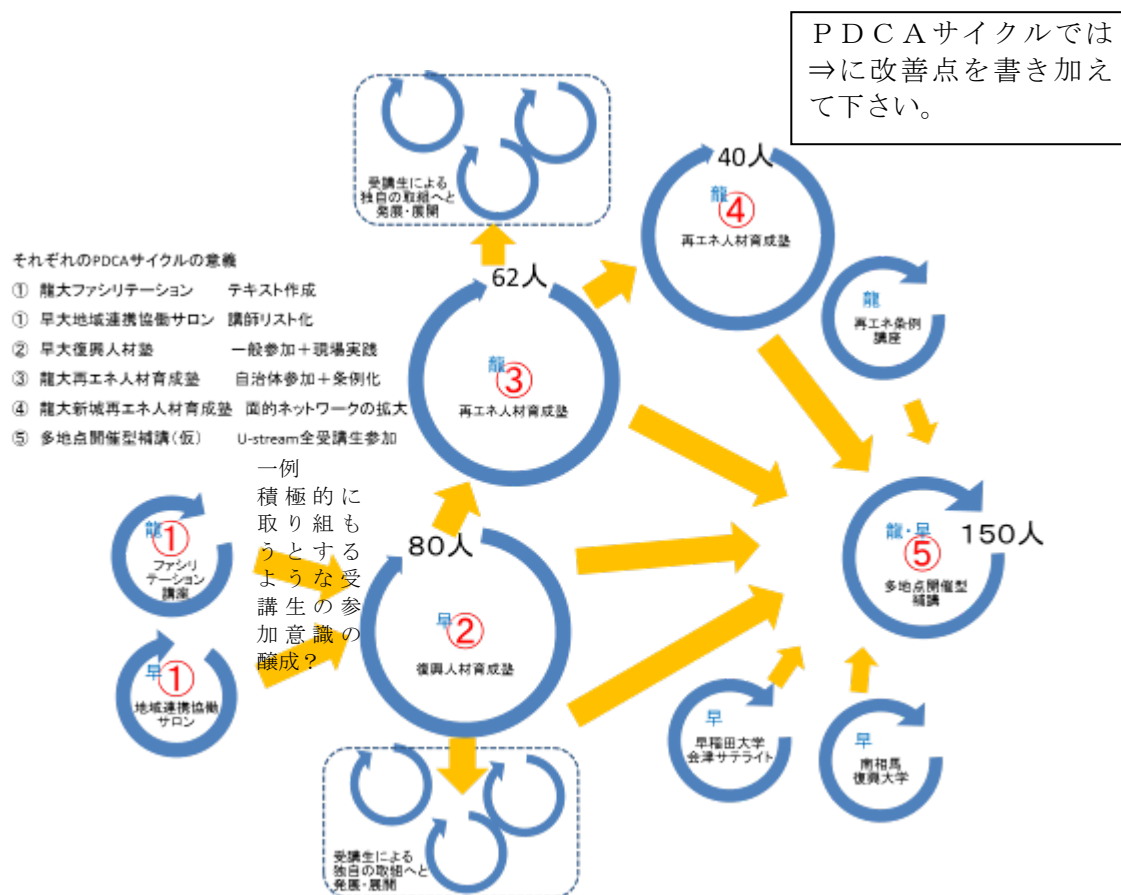 ＰＤＣＡサイクルでは
⇒に改善点を書き加え
て下さい。
受講生による
独自の取組へと
発展・展開
40人
龍
④
再エネ人材育成塾
それぞれのPDCAサイクルの意義
① 龍大ファシリテーション　テキスト作成
① 早大地域連携協働サロン　講師リスト化
② 早大復興人材塾　一般参加＋現場実践
③ 龍大再エネ人材育成塾　自治体参加＋条例化
④ 龍大新城再エネ人材育成塾　面的ネットワークの拡大
⑤ 多地点開催型補講（仮）　U-stream全受講生参加
62人
龍
③
再エネ人材育成塾
龍
再エネ条例
講座
一例
積極的に
取り組も
うとする
ような受
講生の参
加意識の
醸成？
龍
①
ファシリ
テーション
講座
早
①
地域連携協働
サロン
80人
早
②
復興人材育成塾
龍・早
⑤
150人
多地点開催型
補講
早
早稲田大学
会津サテライト
早
南相馬
復興大学
受講生による
独自の取組へと
発展・展開